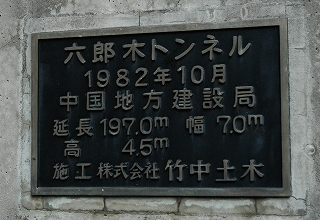 六郎木トンネル
1982年10月
中国地方建設局
延長197.0m 幅 7.0m
高 4.5m
施工 株式会社 竹中土木